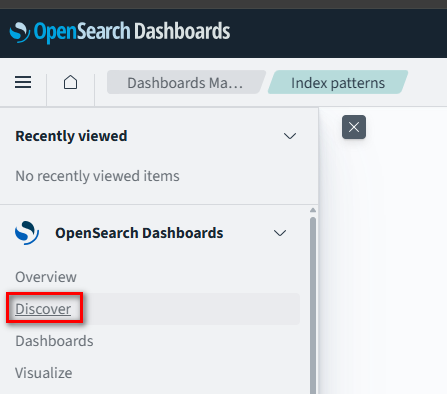 OpenSearch Dashboards
Dashboards Ma... Index patterns
Recently viewed
No recently viewed items
OpenSearch Dashboards
Overview
Discover
Dashboards
Visualize